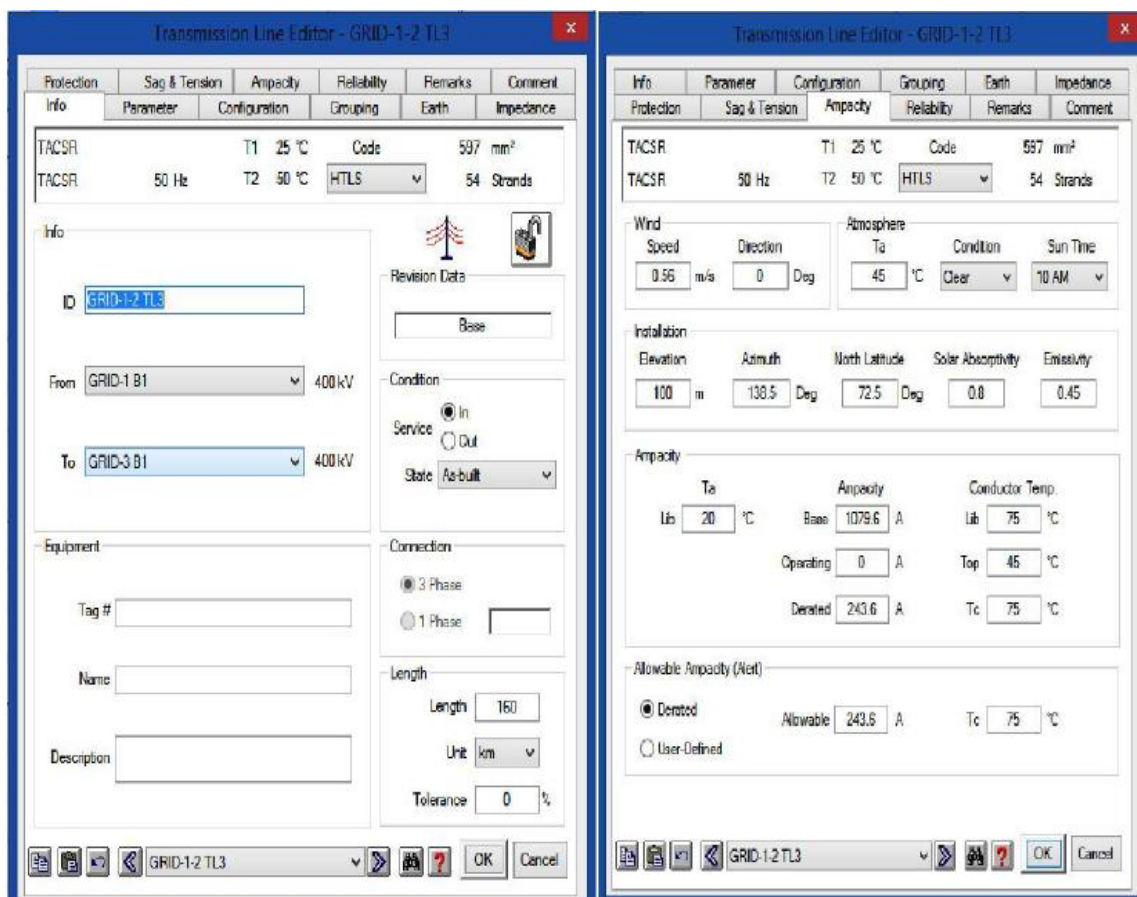 Transmission Line Editor - GRID-1-2 TL3
x
Protection Sag & Tension Ampacity Reliability Remarks Comment
Info Parameter Configuration Grouping Earth Impedance
TACSR T1 25 °C Code 597 mm²
TACSR 50 Hz T2 50 °C HTLS 54 Strands
Info
ID GRID-1-2 TL3
From GRID-1 B1 400 kV
To GRID-3 B1 400 kV
Revision Data
Base
Condition
Service In
Out
State As-built
Equipment
Tag #
Name
Description
Connection
3 Phase
1 Phase
Length
Length 160
Unit km
Tolerance 0 %
GRID-1-2 TL3 ? OK Cancel
Transmission Line Editor - GRID-1-2 TL3
x
Info Parameter Configuration Grouping Earth Impedance
Protection Sag & Tension Ampacity Reliability Remarks Comment
TACSR T1 25 °C Code 597 mm²
TACSR 50 Hz T2 50 °C HTLS 54 Strands
Wind
Speed Direction
0.56 m/s 0 Deg
Atmosphere
Ta Condition Sun Time
45 °C Clear 10 AM
Installation
Elevation Azimuth North Latitude Solar Absorptivity Emissivity
100 m 138.5 Deg 72.5 Deg 0.8 0.45
Ampacity
Ta Ampacity Conductor Temp.
Lib 20 °C Base 1079.6 A Lib 75 °C
Operating 0 A Top 45 °C
Derated 243.6 A Tc 75 °C
Allowable Ampacity (Alert)
Derated Allowable 243.6 A Tc 75 °C
User-Defined
GRID-1-2 TL3 ? OK Cancel